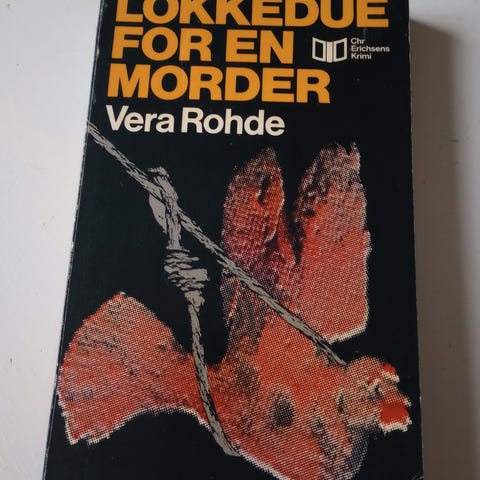 LOKKEDUE
FOR EN
MORDER
Chr
Erichsens
Krimi
Vera Rohde